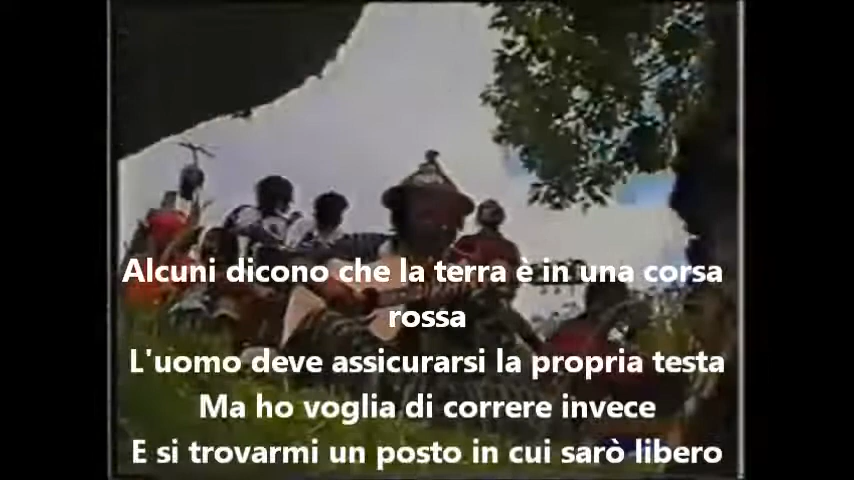 Alcuni dicono che la terra è in una corsa
rossa
L'uomo deve assicurarsi la propria testa
Ma ho voglia di correre invece
E si trovarmi un posto in cui sarò libero